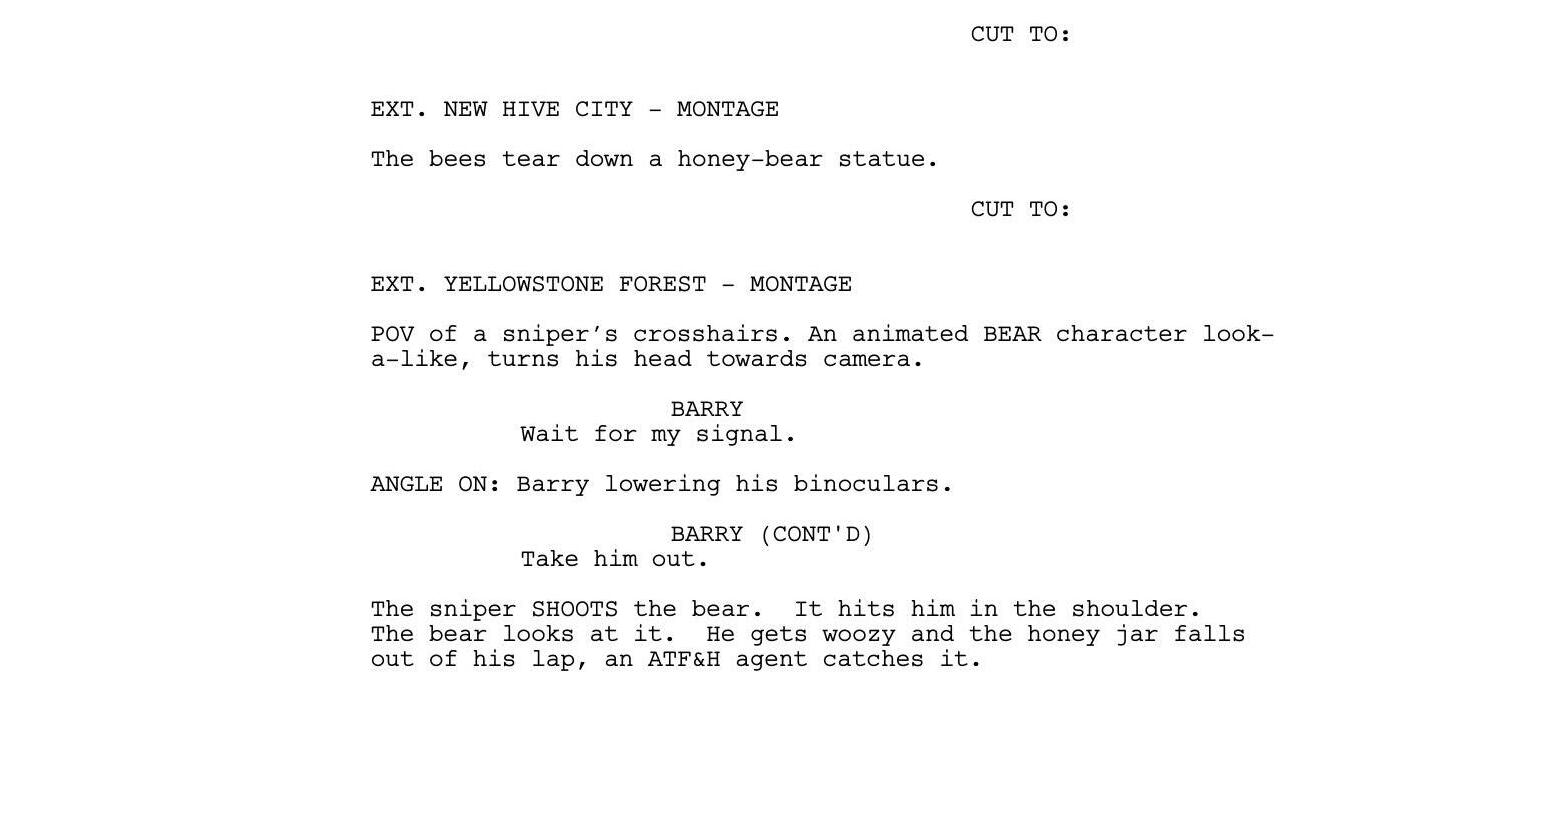 CUT TO:
EXT. NEW HIVE CITY – MONTAGE
The bees tear down a honey–bear statue.
CUT TO:
EXT. YELLOWSTONE FOREST – MONTAGE
POV of a sniper’s crosshairs. An animated BEAR character look–
a–like, turns his head towards camera.
BARRY
Wait for my signal.
ANGLE ON: Barry lowering his binoculars.
BARRY (CONT'D)
Take him out.
The sniper SHOOTS the bear.  It hits him in the shoulder.
The bear looks at it.  He gets woozy and the honey jar falls
out of his lap, an ATF&H agent catches it.